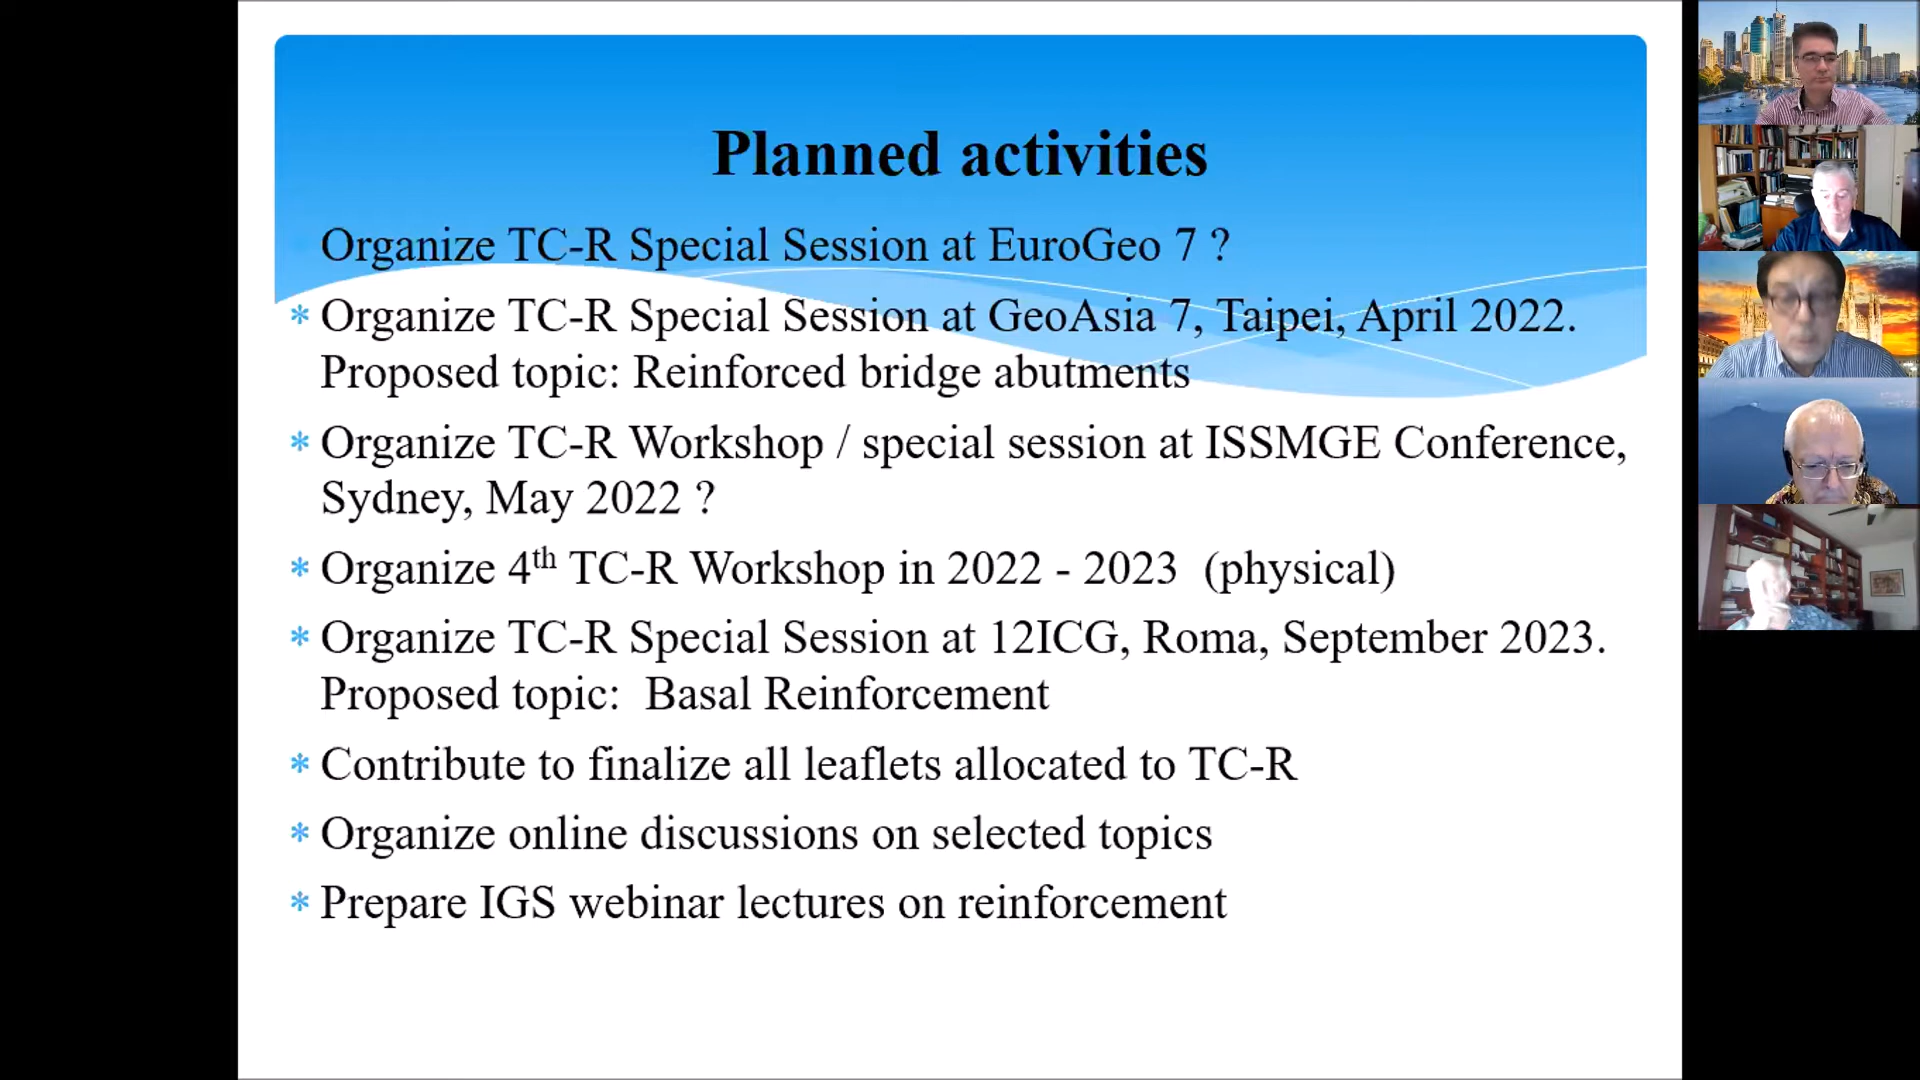 Planned activities
Organize TC-R Special Session at EuroGeo 7 ?
* Organize TC-R Special Session at GeoAsia 7, Taipei, April 2022.
Proposed topic: Reinforced bridge abutments
* Organize TC-R Workshop / special session at ISSMGE Conference,
Sydney, May 2022 ?
* Organize 4th TC-R Workshop in 2022 - 2023 (physical)
* Organize TC-R Special Session at 12ICG, Roma, September 2023.
Proposed topic: Basal Reinforcement
* Contribute to finalize all leaflets allocated to TC-R
* Organize online discussions on selected topics
* Prepare IGS webinar lectures on reinforcement